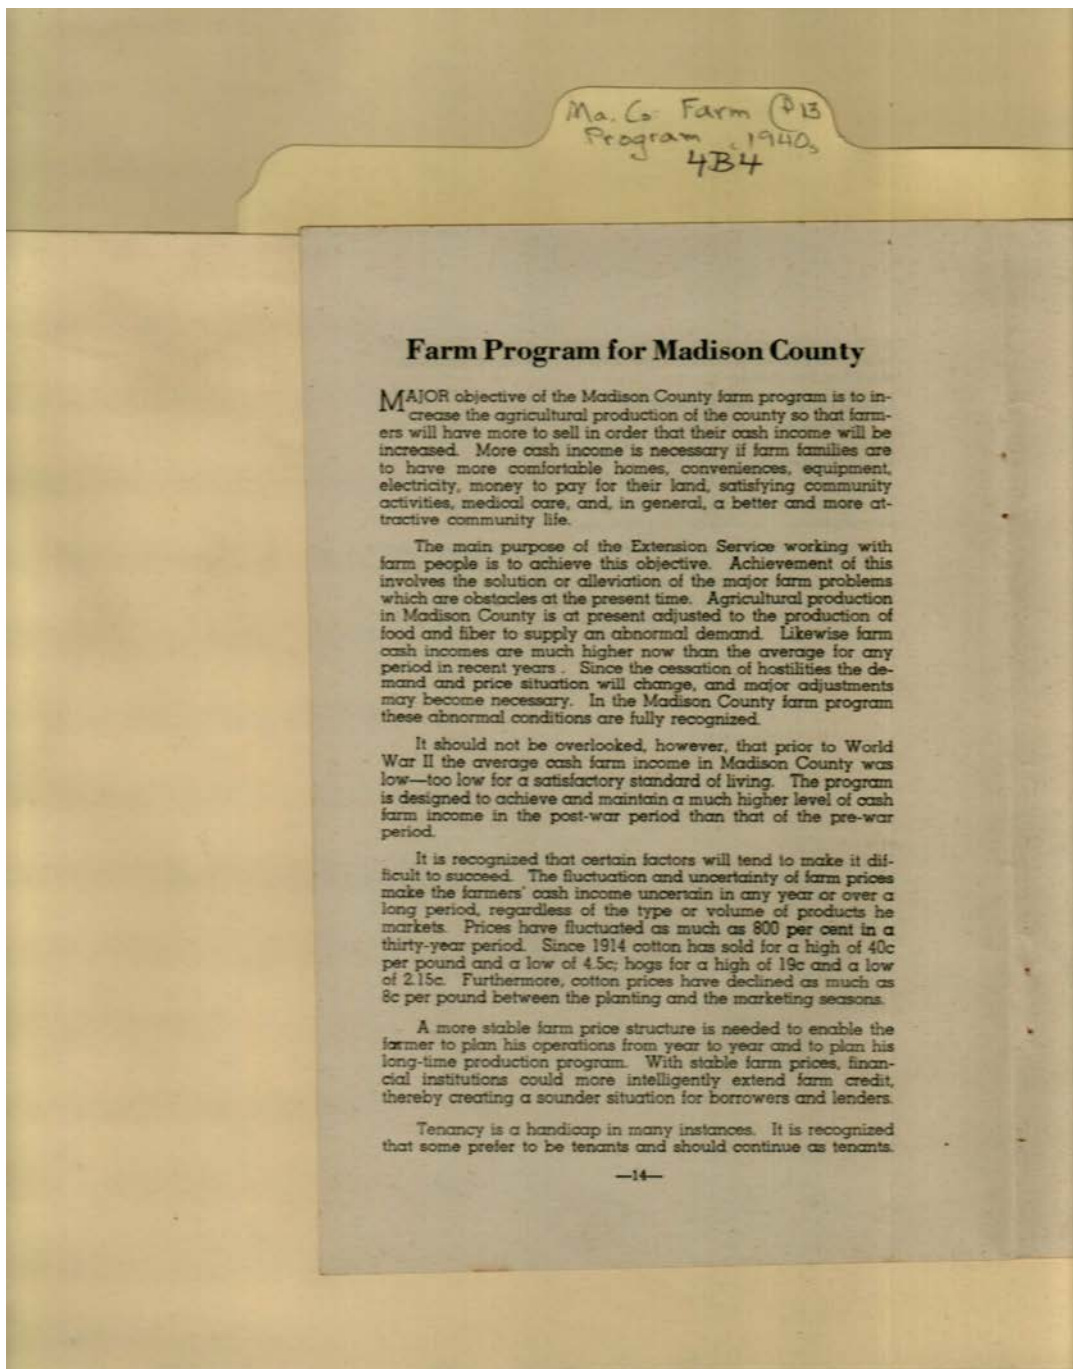 Ma. Co. Farm P 13
Program c. 1940s
4B4
Farm Program for Madison County
MAJOR objective of the Madison County farm program is to in-
crease the agricultural production of the county so that farm-
ers will have more to sell in order that their cash income will be
increased. More cash income is necessary if farm families are
to have more comfortable homes, conveniences, equipment,
electricity, money to pay for their land, satisfying community
activities, medical care, and, in general, a better and more at-
tractive community life.
The main purpose of the Extension Service working with
farm people is to achieve this objective. Achievement of this
involves the solution or alleviation of the major farm problems
which are obstacles at the present time. Agricultural production
in Madison County is at present adjusted to the production of
food and fiber to supply an abnormal demand. Likewise farm
cash incomes are much higher now than the average for any
period in recent years . Since the cessation of hostilities the de-
mand and price situation will change, and major adjustments
may become necessary. In the Madison County farm program
these abnormal conditions are fully recognized.
It should not be overlooked, however, that prior to World
War II the average cash farm income in Madison County was
low—too low for a satisfactory standard of living. The program
is designed to achieve and maintain a much higher level of cash
farm income in the post-war period than that of the pre-war
period.
It is recognized that certain factors will tend to make it dif-
ficult to succeed. The fluctuation and uncertainty of farm prices
make the farmers' cash income uncertain in any year or over a
long period, regardless of the type or volume of products he
markets. Prices have fluctuated as much as 800 per cent in a
thirty-year period. Since 1914 cotton has sold for a high of 40c
per pound and a low of 4.5c; hogs for a high of 19c and a low
of 2.15c. Furthermore, cotton prices have declined as much as
8c per pound between the planting and the marketing seasons.
A more stable farm price structure is needed to enable the
farmer to plan his operations from year to year and to plan his
long-time production program. With stable farm prices, finan-
cial institutions could more intelligently extend farm credit,
thereby creating a sounder situation for borrowers and lenders.
Tenancy is a handicap in many instances. It is recognized
that some prefer to be tenants and should continue as tenants.
—14—